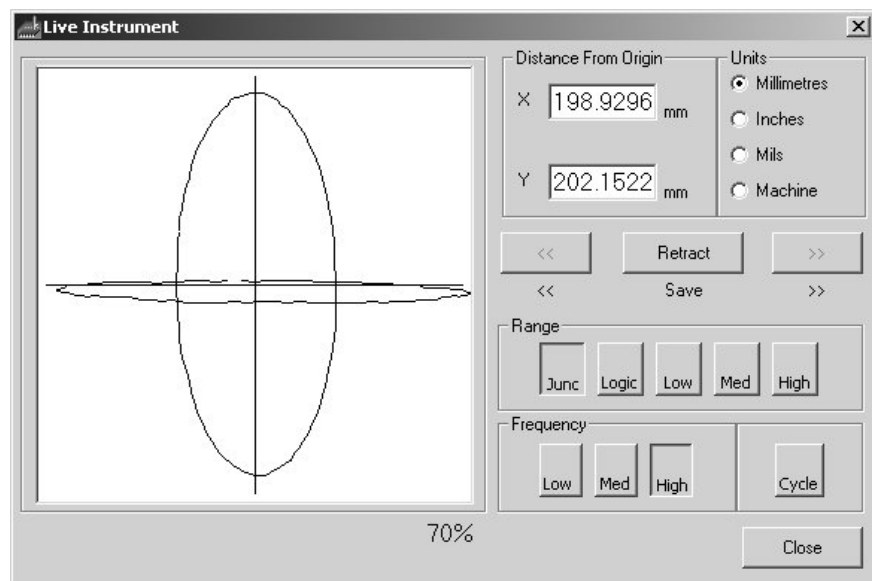 Live Instrument
Distance From Origin
X 198.9296 mm
Y 202.1522 mm
Units
Millimetres
Inches
Mils
Machine
<< Retract >>
<< Save >>
Range
Junc Logic Low Med High
Frequency
Low Med High Cycle
70%
Close